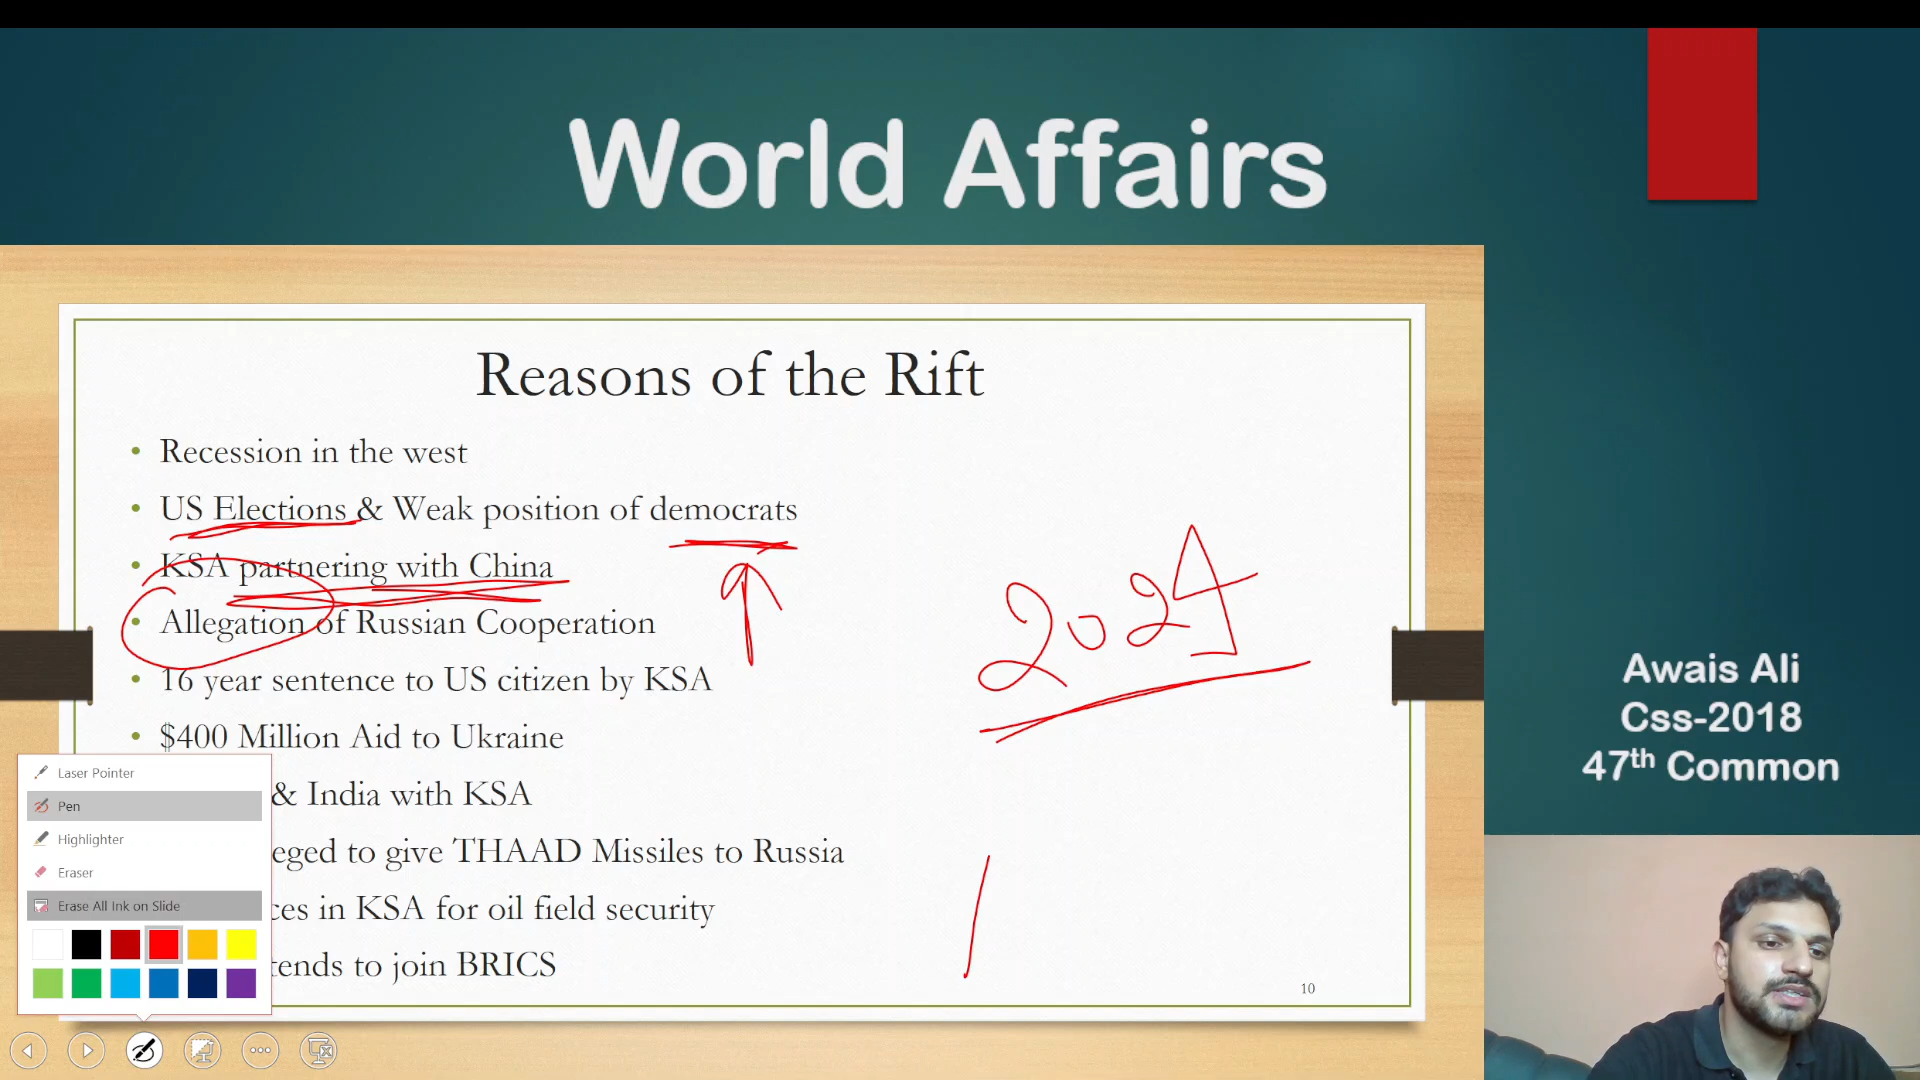 World Affairs
Reasons of the Rift
• Recession in the west
• US Elections & Weak position of democrats
• KSA partnering with China
• Allegation of Russian Cooperation
• 16 year sentence to US citizen by KSA
• $400 Million Aid to Ukraine
& India with KSA
eged to give THAAD Missiles to Russia
ces in KSA for oil field security
tends to join BRICS
2024
10
Laser Pointer
Pen
Highlighter
Eraser
Erase All Ink on Slide
Awais Ali
Css-2018
47th Common